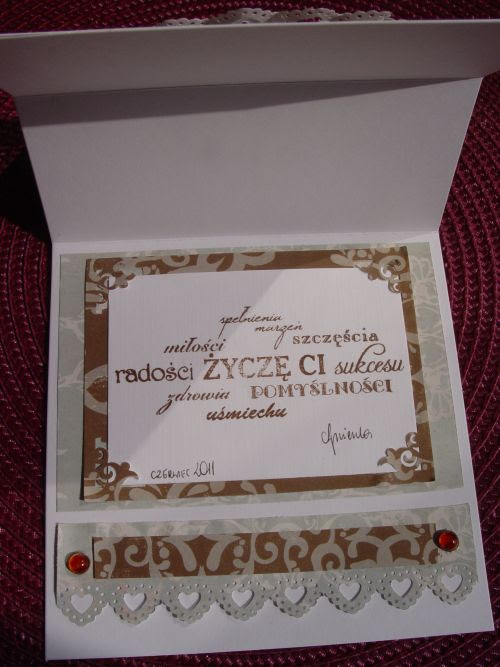 spełnienia
marzeń
miłości szczęścia
radości ŻYCZĘ CI sukcesu
zdrowia POMYŚLNOŚCI
uśmiechu
CZERWIEC 2011